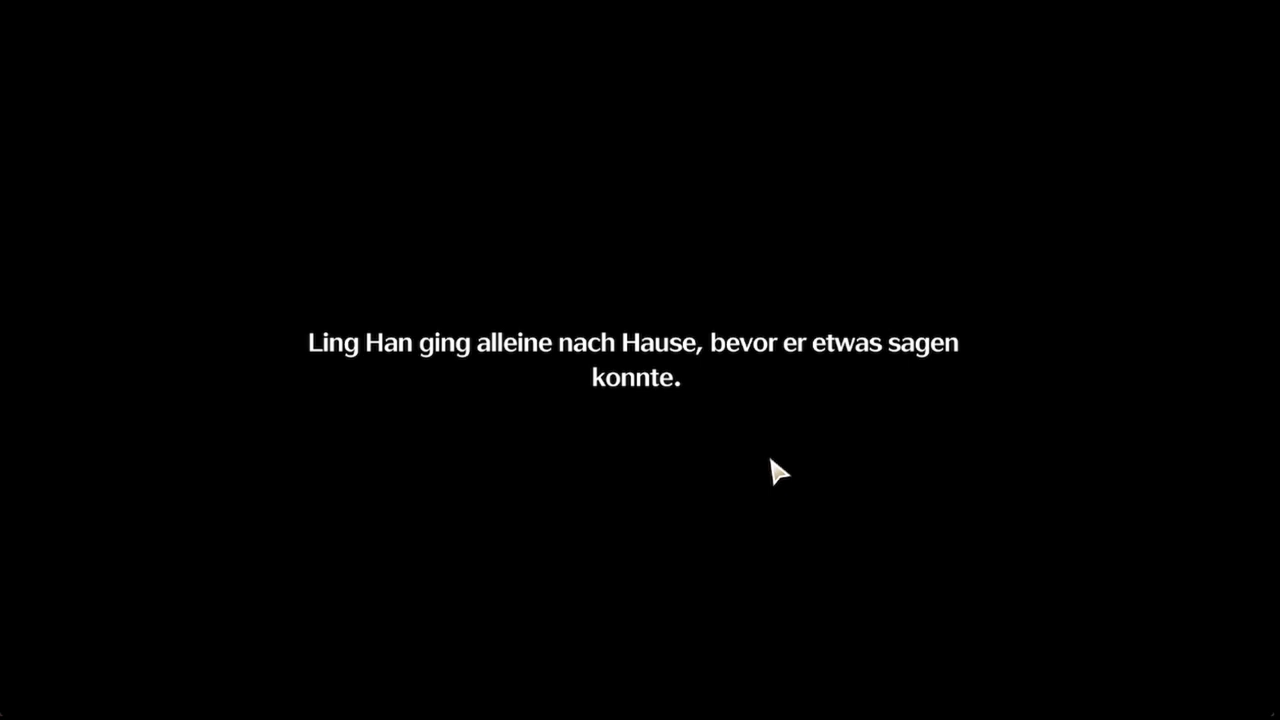 Ling Han ging alleine nach Hause, bevor er etwas sagen
konnte.